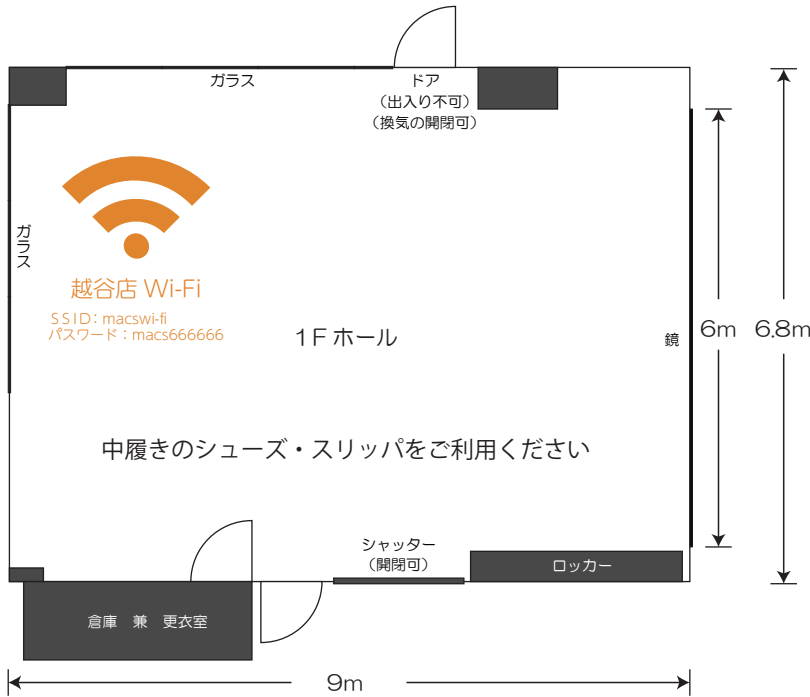 ガラス
ドア
（出入り不可）
（換気の開閉可）
ガラス
越谷店 Wi-Fi
SSID：macswi-fi
パスワード：macs666666
1F ホール
鏡
6m
6.8m
中履きのシューズ・スリッパをご利用ください
シャッター
（開閉可）
ロッカー
倉庫 兼 更衣室
9m